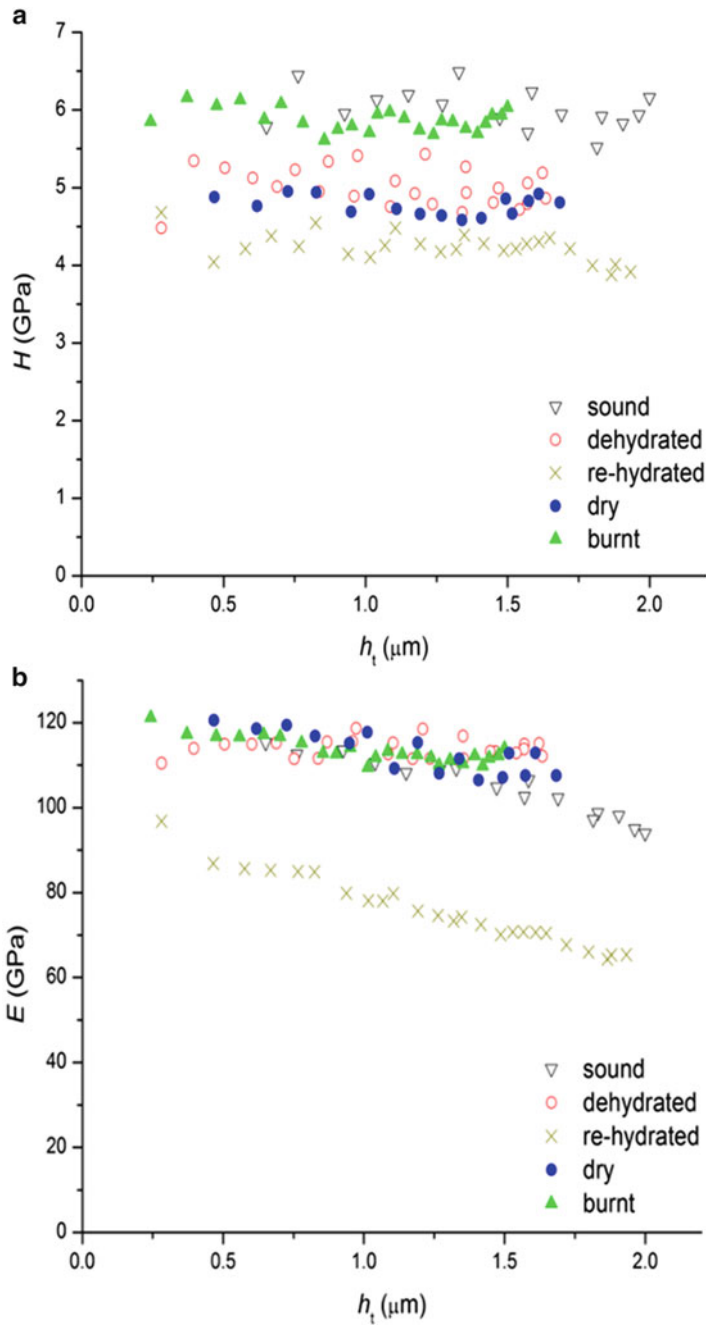 a
7
6
5
4
3
2
1
0
H (GPa)
sound
dehydrated
re-hydrated
dry
burnt
0.0 0.5 1.0 1.5 2.0
ht (μm)
b
120
100
80
60
40
20
0
E (GPa)
sound
dehydrated
re-hydrated
dry
burnt
0.0 0.5 1.0 1.5 2.0
ht (μm)